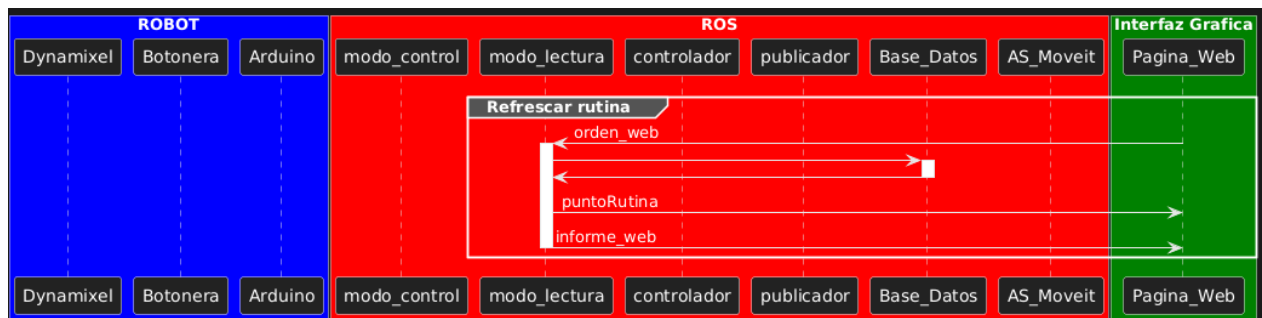 ROBOT ROS Interfaz Grafica
Dynamixel Botonera Arduino modo_control modo_lectura controlador publicador Base_Datos AS_Moveit Pagina_Web
Refrescar rutina
orden_web
puntoRutina
informe_web
Dynamixel Botonera Arduino modo_control modo_lectura controlador publicador Base_Datos AS_Moveit Pagina_Web